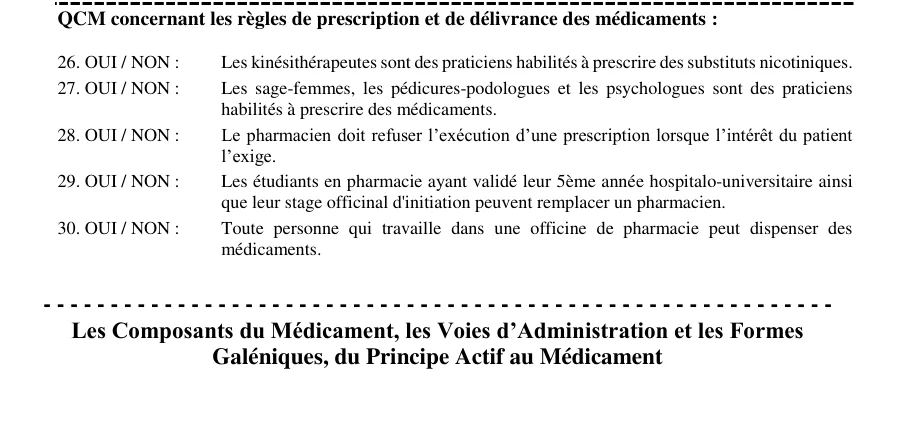 QCM concernant les règles de prescription et de délivrance des médicaments :
26. OUI / NON : Les kinésithérapeutes sont des praticiens habilités à prescrire des substituts nicotiniques.
27. OUI / NON : Les sage-femmes, les pédicures-podologues et les psychologues sont des praticiens
habilités à prescrire des médicaments.
28. OUI / NON : Le pharmacien doit refuser l’exécution d’une prescription lorsque l’intérêt du patient
l’exige.
29. OUI / NON : Les étudiants en pharmacie ayant validé leur 5ème année hospitalo-universitaire ainsi
que leur stage officinal d'initiation peuvent remplacer un pharmacien.
30. OUI / NON : Toute personne qui travaille dans une officine de pharmacie peut dispenser des
médicaments.
Les Composants du Médicament, les Voies d’Administration et les Formes
Galéniques, du Principe Actif au Médicament